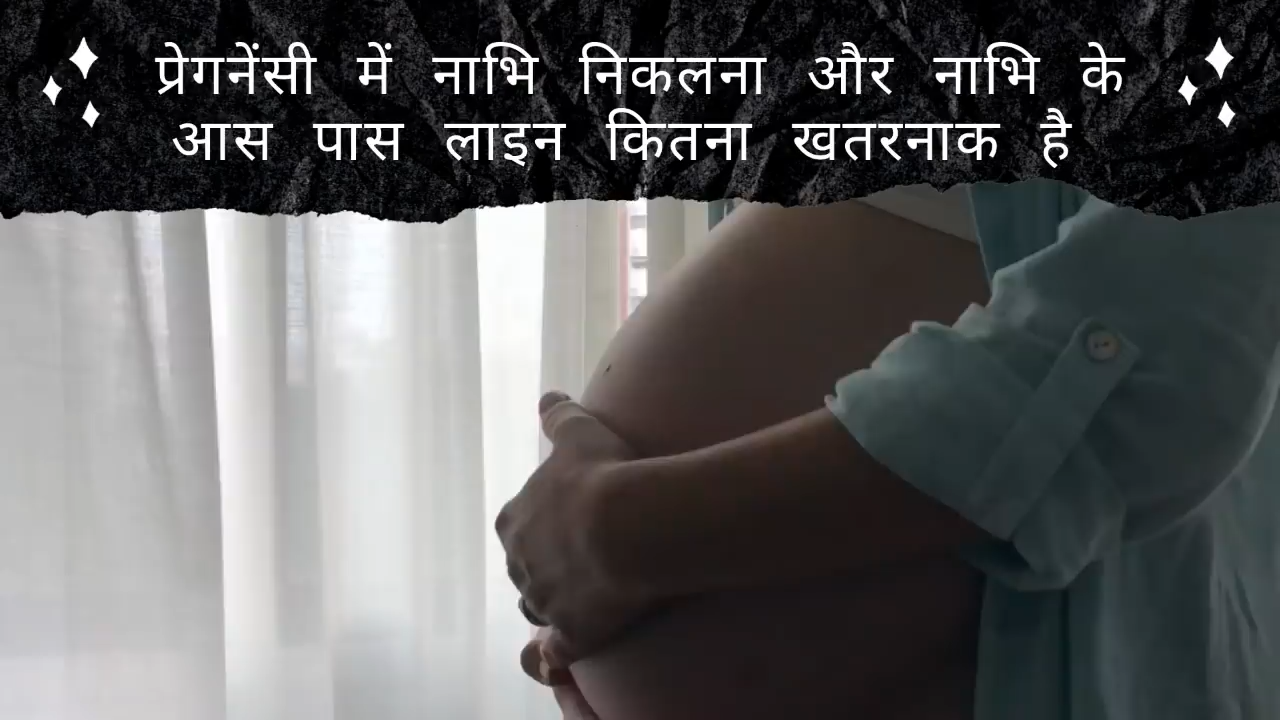 प्रेगनेंसी में नाभि निकलना और नाभि के
आस पास लाइन कितना खतरनाक है